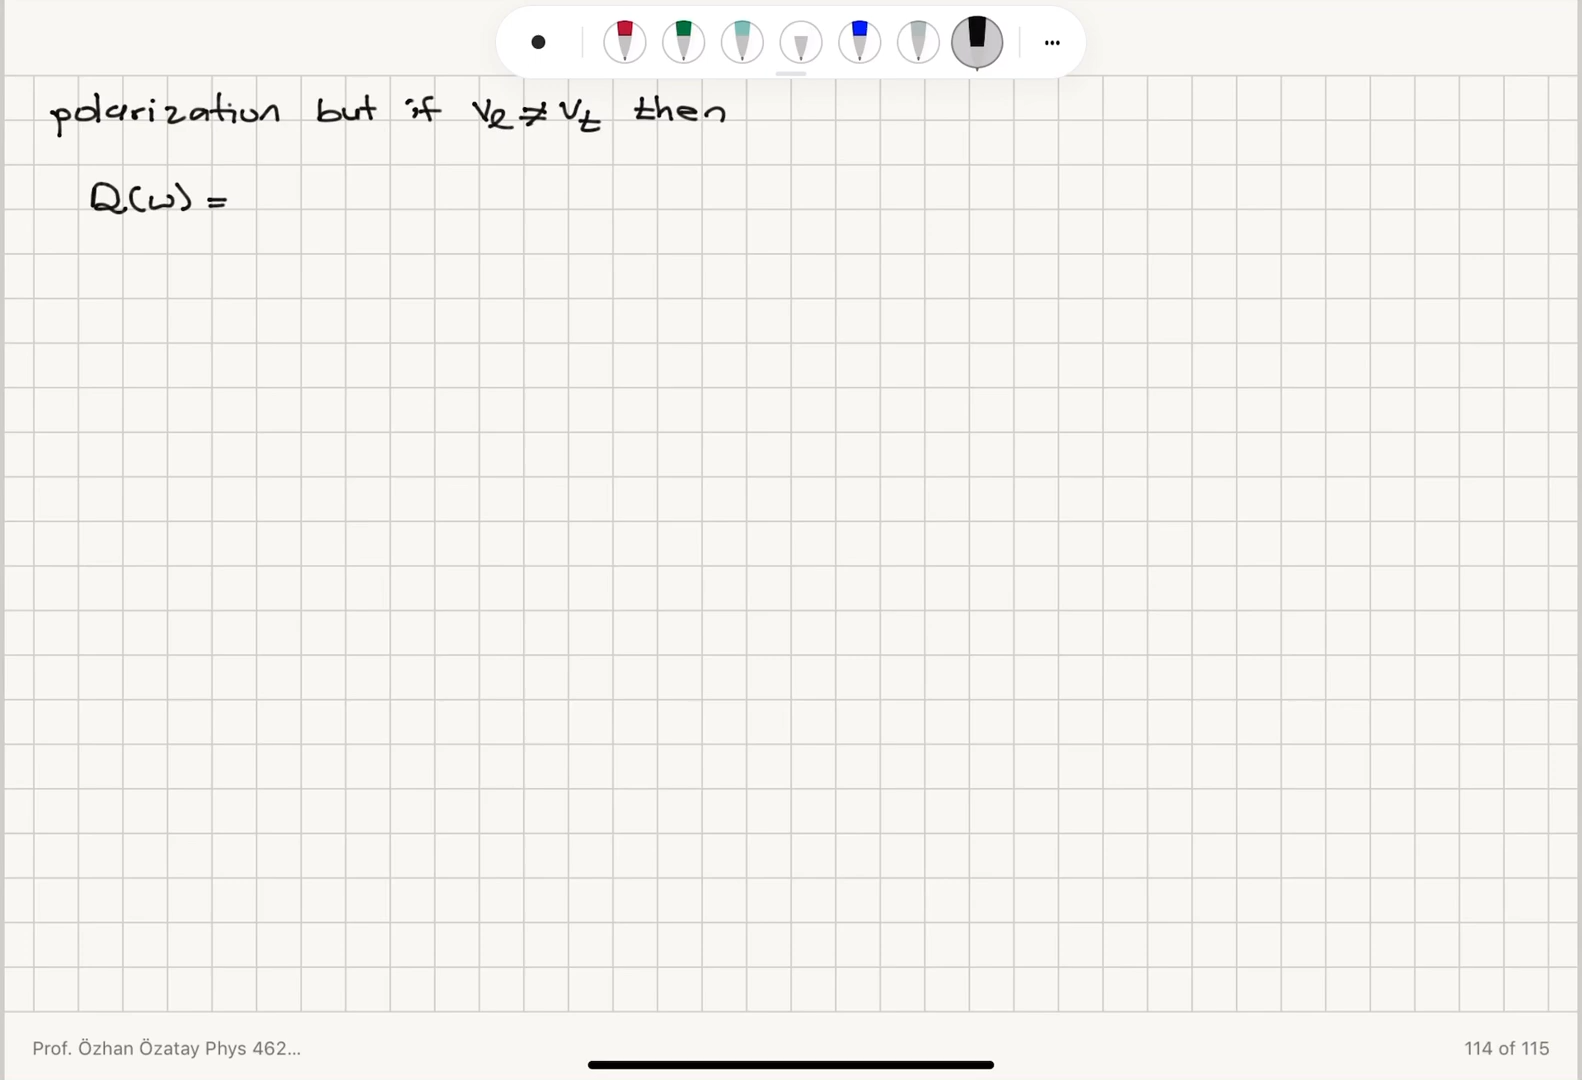 polarization but if vℓ ≠ vt then
D(ω) =
Prof. Özhan Özatay Phys 462...
114 of 115